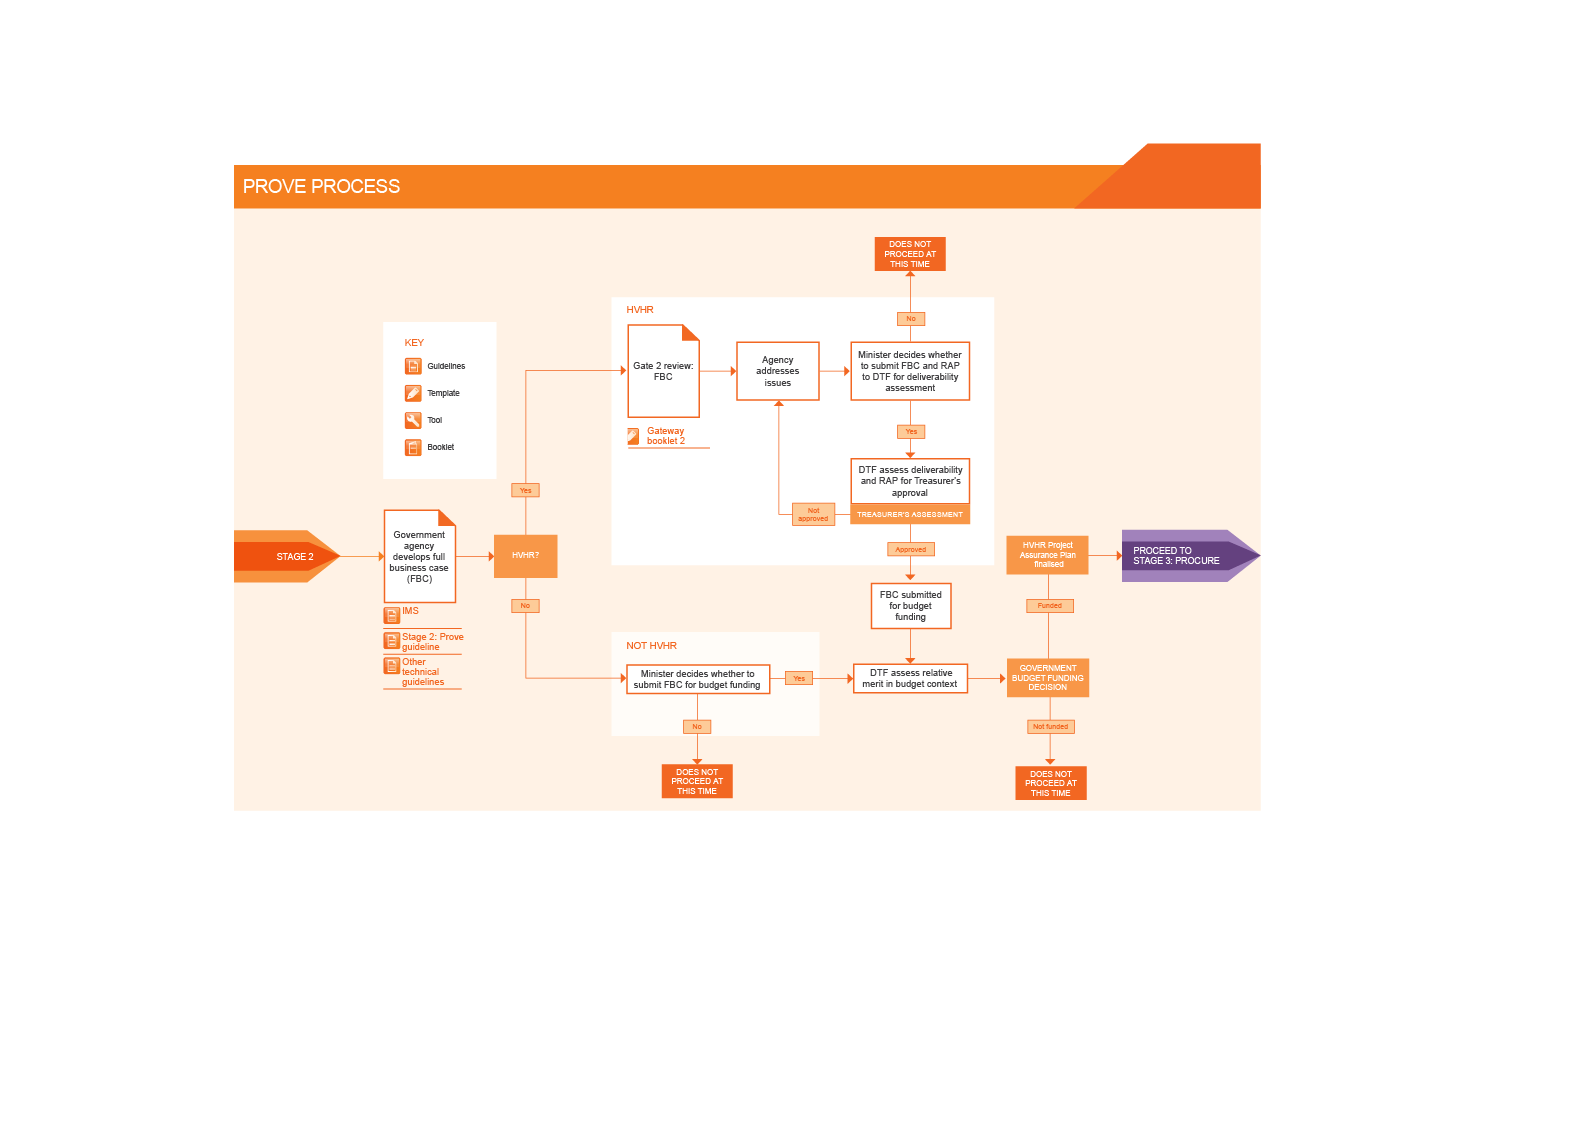 PROVE PROCESS
DOES NOT
PROCEED AT
THIS TIME
No
HVHR
Gate 2 review:
FBC
Gateway
booklet 2
Agency
addresses
issues
Minister decides whether
to submit FBC and RAP
to DTF for deliverability
assessment
Yes
DTF assess deliverability
and RAP for Treasurer's
approval
TREASURER'S ASSESSMENT
Not
approved
Approved
KEY
Guidelines
Template
Tool
Booklet
Yes
STAGE 2
Government
agency
develops full
business case
(FBC)
IMS
Stage 2: Prove
guideline
Other
technical
guidelines
HVHR?
No
FBC submitted
for budget
funding
NOT HVHR
Minister decides whether to
submit FBC for budget funding
Yes
No
DOES NOT
PROCEED AT
THIS TIME
DTF assess relative
merit in budget context
HVHR Project
Assurance Plan
finalised
PROCEED TO
STAGE 3: PROCURE
Funded
GOVERNMENT
BUDGET FUNDING
DECISION
Not funded
DOES NOT
PROCEED AT
THIS TIME